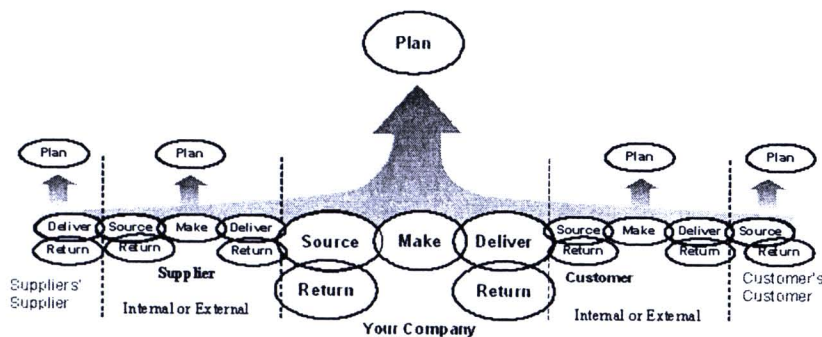 Plan
Plan
Plan
Plan
Plan
Deliver Source Make Deliver Source Make Deliver Source Make Deliver Source
Return Return Return Return Return Return Return Return
Suppliers' Supplier Customer Customer's
Supplier Customer
Internal or External Internal or External
Your Company